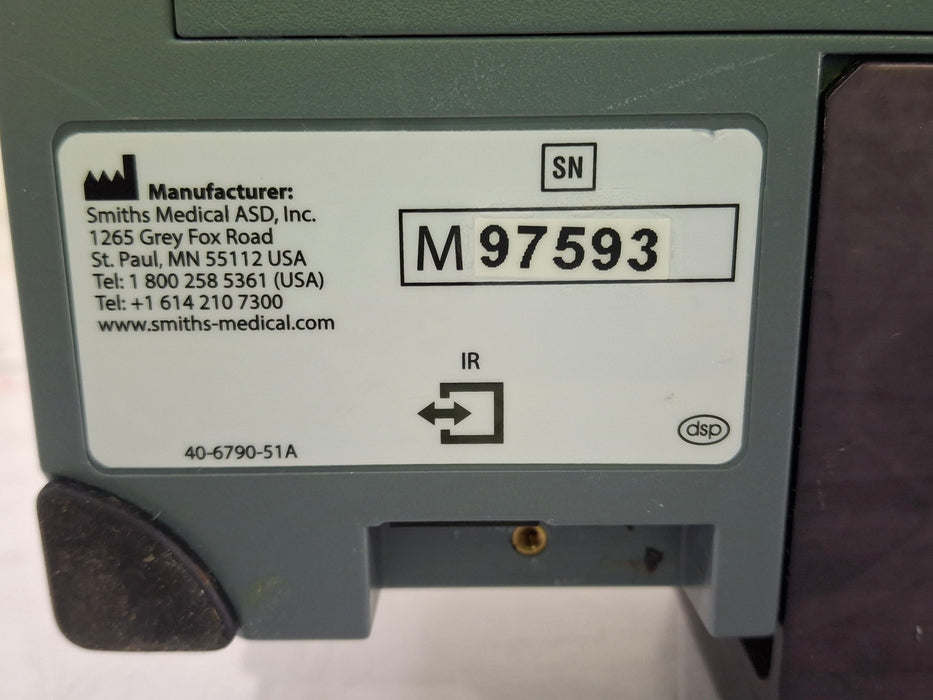 Manufacturer:
Smiths Medical ASD, Inc.
1265 Grey Fox Road
St. Paul, MN 55112 USA
Tel: 1 800 258 5361 (USA)
Tel: +1 614 210 7300
www.smiths-medical.com
SN
M 97593
IR
dsp
40-6790-51A